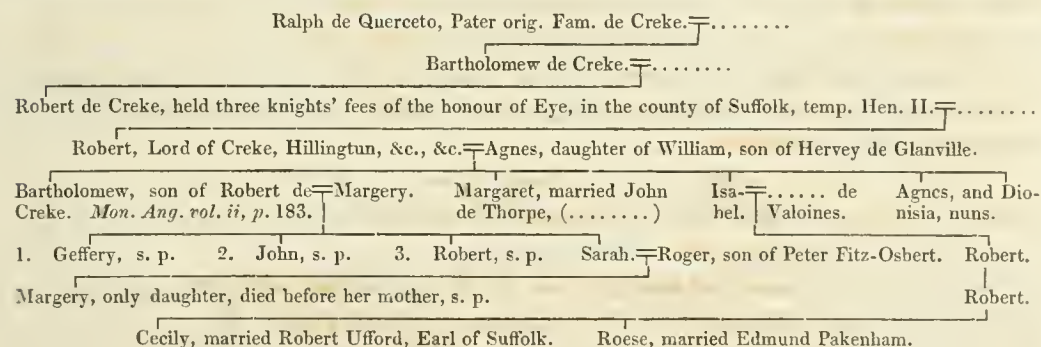 Ralph de Querceto, Pater orig. Fam. de Creke.=........
Bartholomew de Creke.=........
Robert de Creke, held three knights' fees of the honour of Eye, in the county of Suffolk, temp. Hen. II.=........
Robert, Lord of Creke, Hillingtun, &c., &c.=Agnes, daughter of William, son of Hervey de Glanville.
Bartholomew, son of Robert de=Margery. Margaret, married John Isa-=...... de Agnes, and Dio-
Creke. Mon. Ang. vol. ii, p. 183. de Thorpe, (........) bel. Valoines. nisia, nuns.
1. Geffery, s. p. 2. John, s. p. 3. Robert, s. p. Sarah.=Roger, son of Peter Fitz-Osbert. Robert.
Margery, only daughter, died before her mother, s. p. Robert.
Cecily, married Robert Ufford, Earl of Suffolk. Roese, married Edmund Pakenham.